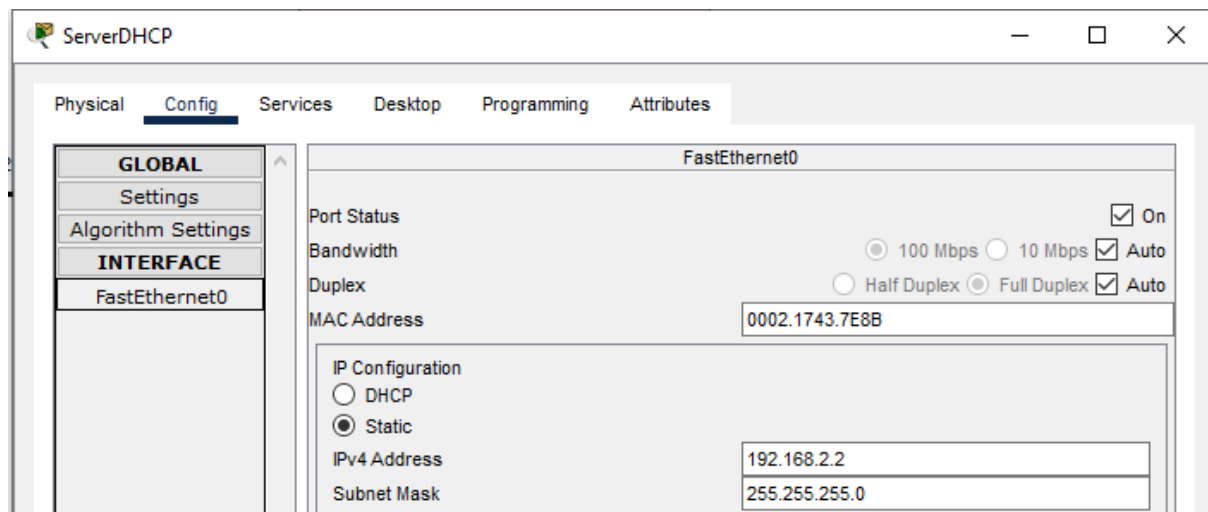 ServerDHCP
Physical Config Services Desktop Programming Attributes
GLOBAL
Settings
Algorithm Settings
INTERFACE
FastEthernet0
FastEthernet0
Port Status On
Bandwidth 100 Mbps 10 Mbps Auto
Duplex Half Duplex Full Duplex Auto
MAC Address 0002.1743.7E8B
IP Configuration
DHCP
Static
IPv4 Address 192.168.2.2
Subnet Mask 255.255.255.0